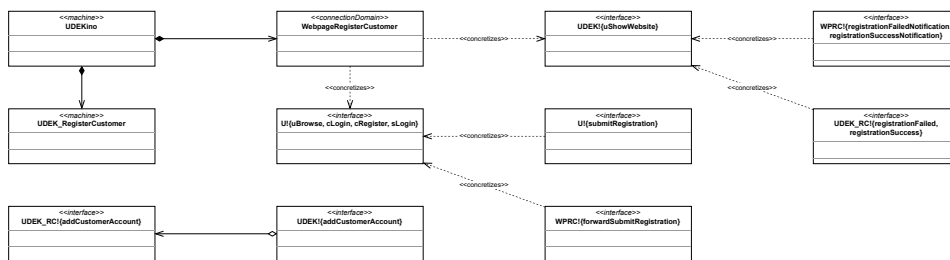 <<machine>>
UDEKino
<<connectionDomain>>
WebpageRegisterCustomer
<<concretizes>>
<<interface>>
UDEK!{uShowWebsite}
<<concretizes>>
<<interface>>
WPRC!{registrationFailedNotification,
registrationSuccessNotification}
<<concretizes>>
<<concretizes>>
<<machine>>
UDEK_RegisterCustomer
<<interface>>
U!{uBrowse, cLogin, cRegister, sLogin}
<<concretizes>>
<<interface>>
U!{submitRegistration}
<<interface>>
UDEK_RC!{registrationFailed,
registrationSuccess}
<<concretizes>>
<<interface>>
UDEK_RC!{addCustomerAccount}
<<interface>>
UDEK!{addCustomerAccount}
<<interface>>
WPRC!{forwardSubmitRegistration}